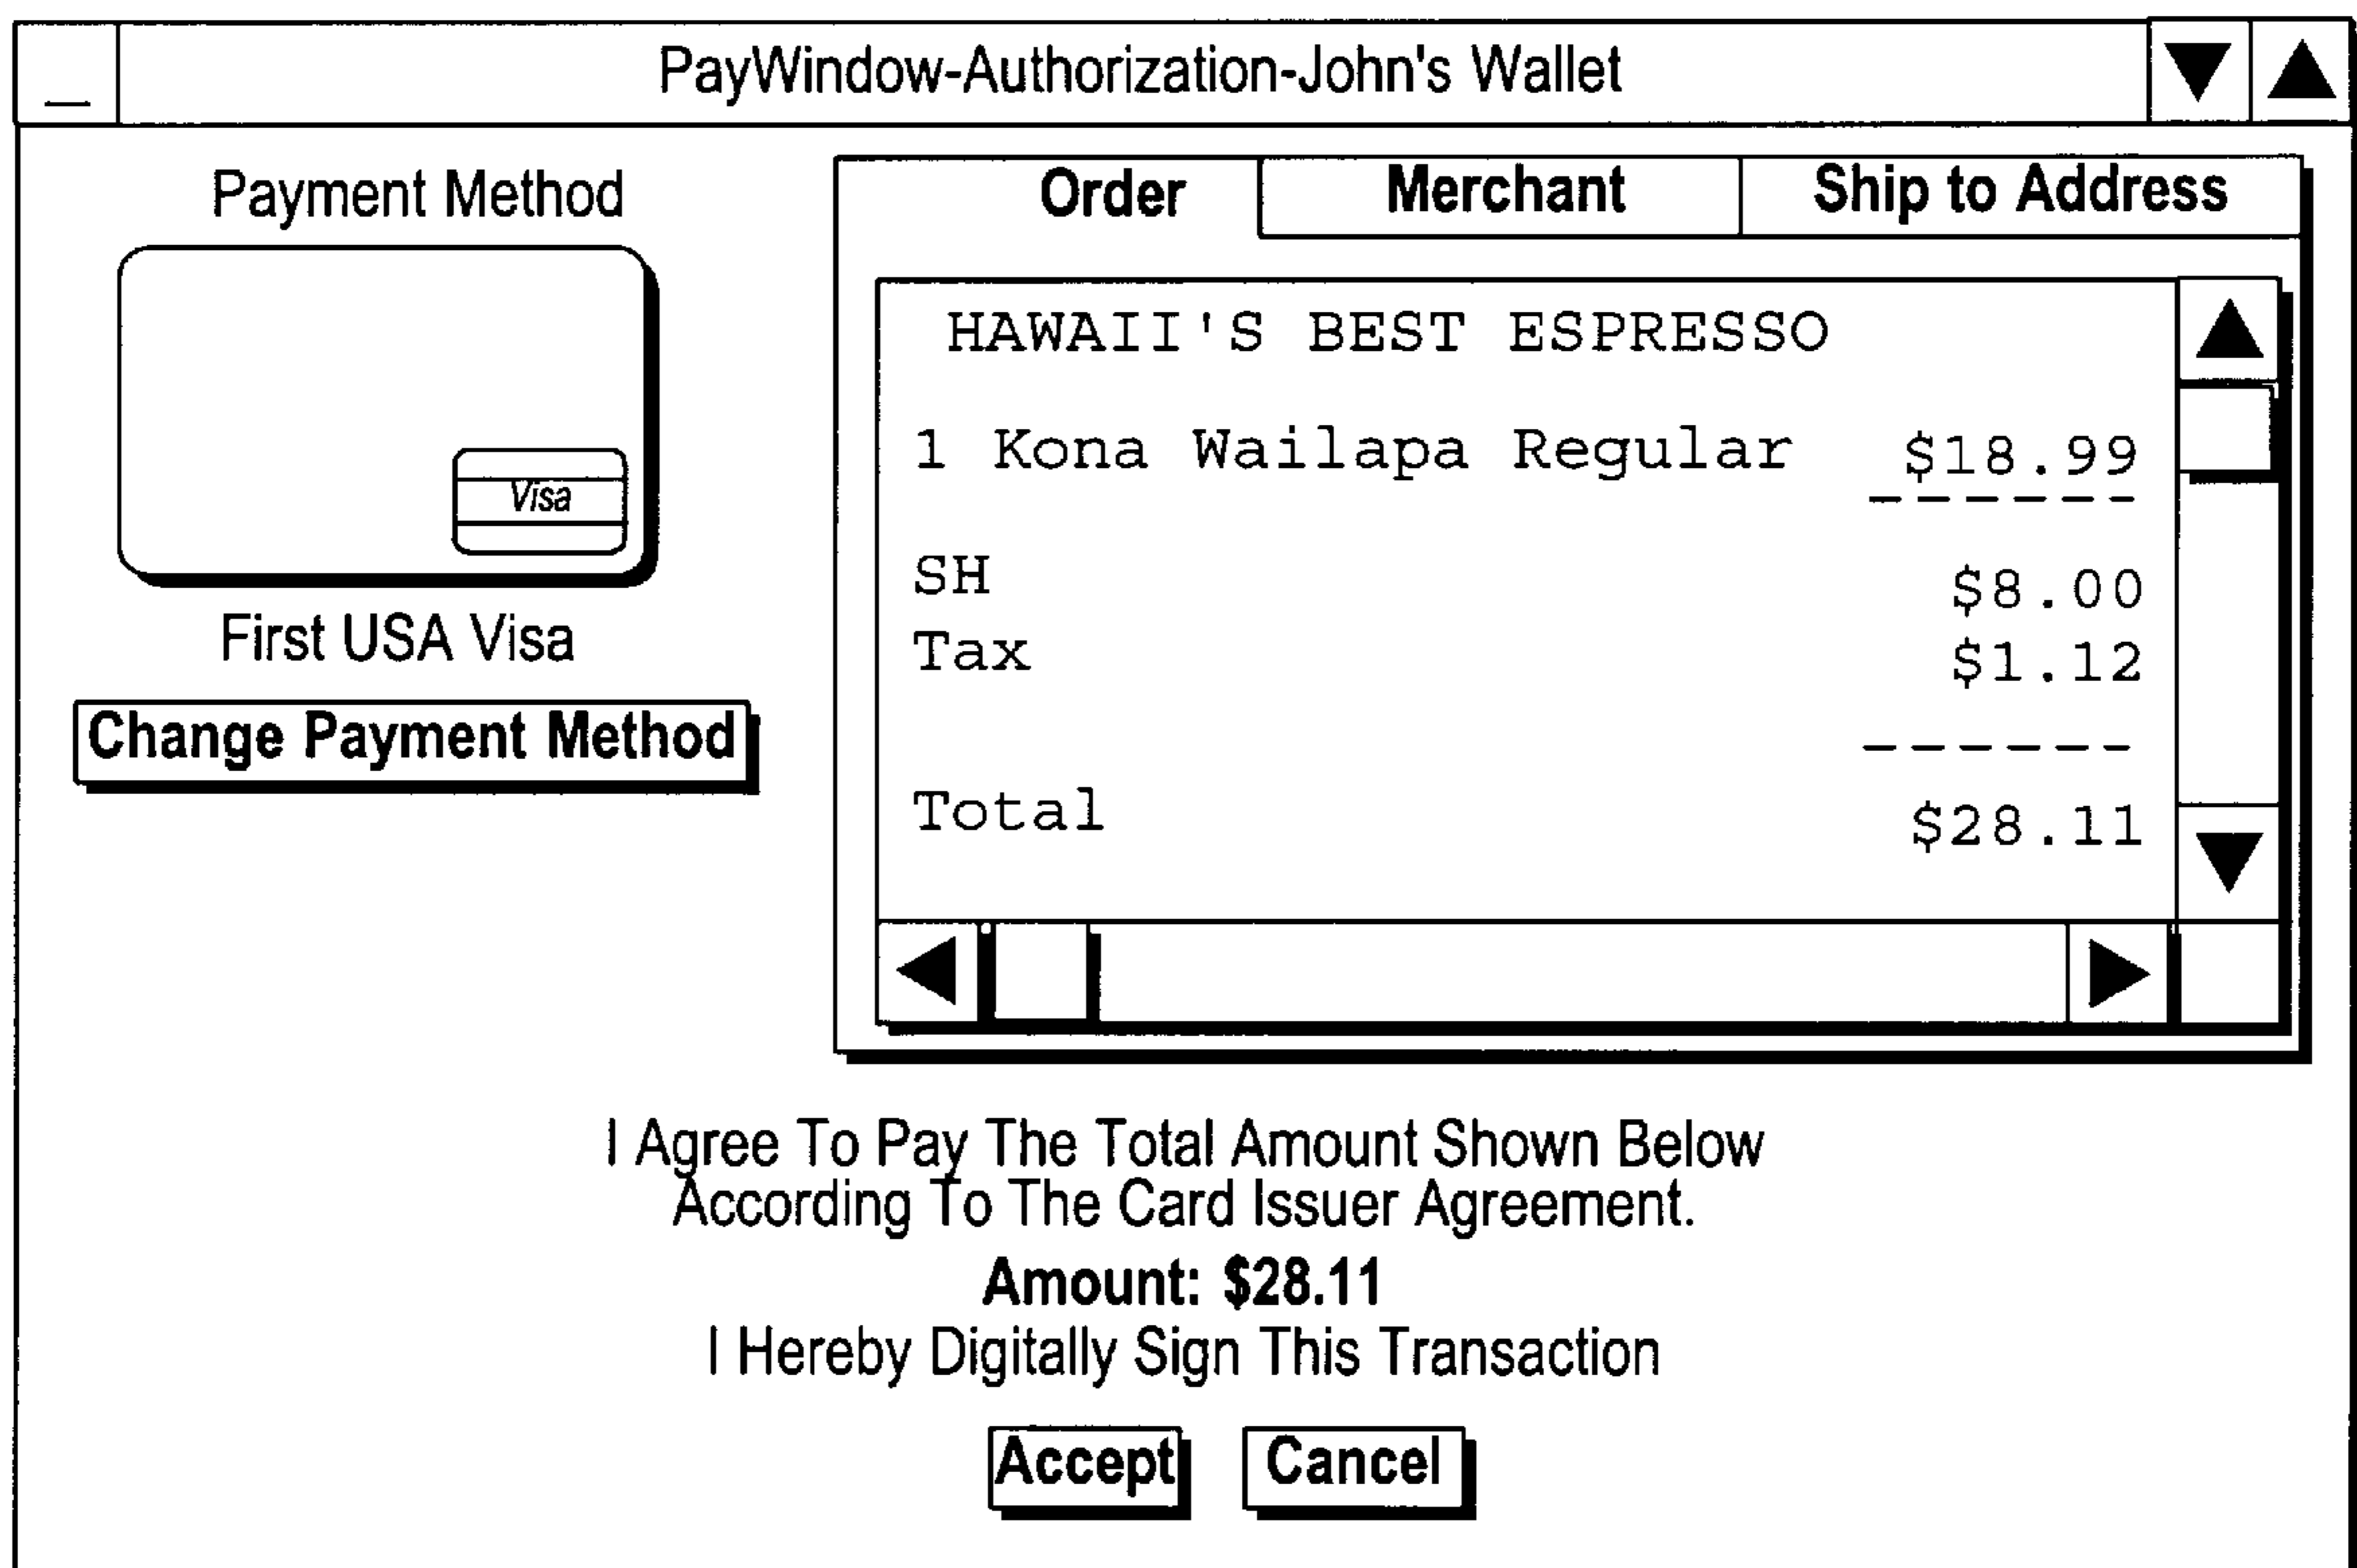 PayWindow-Authorization-John's Wallet
Payment Method
Visa
First USA Visa
Change Payment Method
Order Merchant Ship to Address
HAWAII'S BEST ESPRESSO
1 Kona Wailapa Regular $18.99
------
SH $8.00
Tax $1.12
------
Total $28.11
I Agree To Pay The Total Amount Shown Below
According To The Card Issuer Agreement.
Amount: $28.11
I Hereby Digitally Sign This Transaction
Accept Cancel